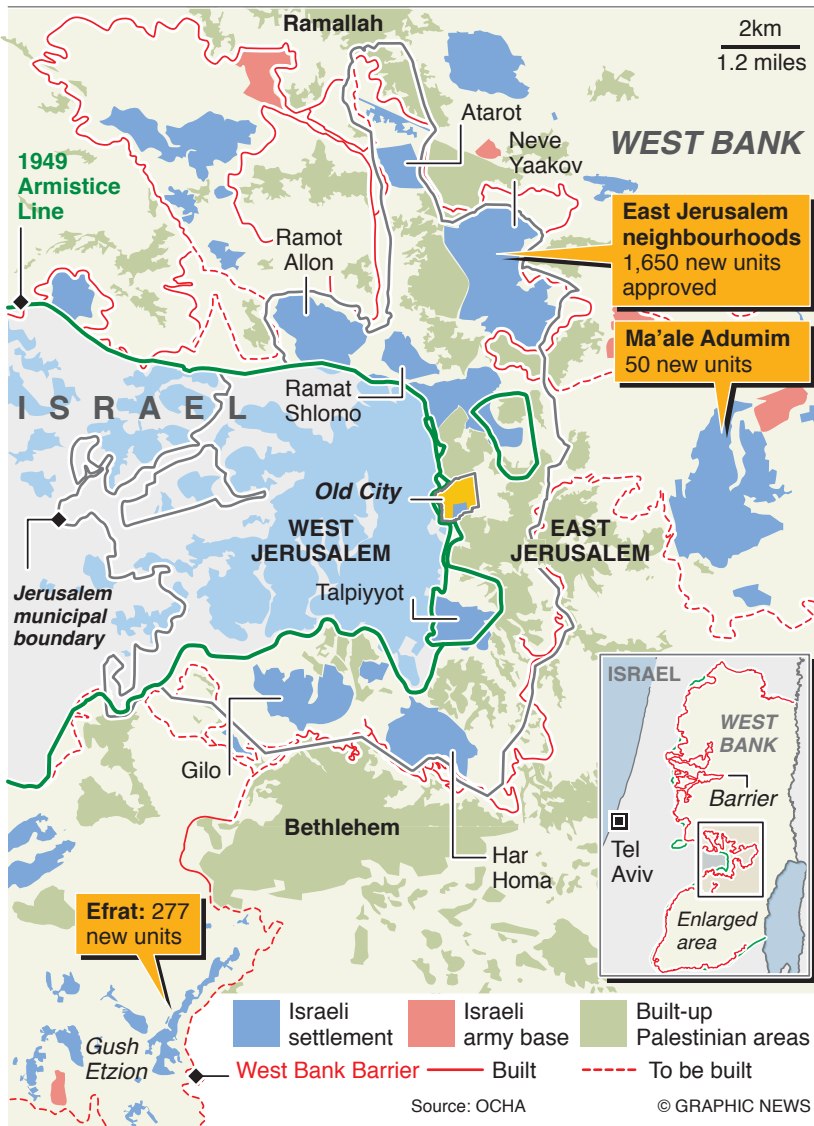 Ramallah
2km
1.2 miles
WEST BANK
Atarot
Neve
Yaakov
1949
Armistice
Line
East Jerusalem
neighbourhoods
1,650 new units
approved
Ramot
Allon
Ma’ale Adumim
50 new units
ISRAEL
Ramat
Shlomo
Old City
WEST
JERUSALEM
EAST
JERUSALEM
Talpiyyot
Jerusalem
municipal
boundary
Gilo
Bethlehem
Har
Homa
ISRAEL
WEST
BANK
Barrier
Tel
Aviv
Enlarged
area
Efrat: 277
new units
Gush
Etzion
Israeli
settlement
Israeli
army base
Built-up
Palestinian areas
West Bank Barrier
Built
To be built
Source: OCHA
© GRAPHIC NEWS